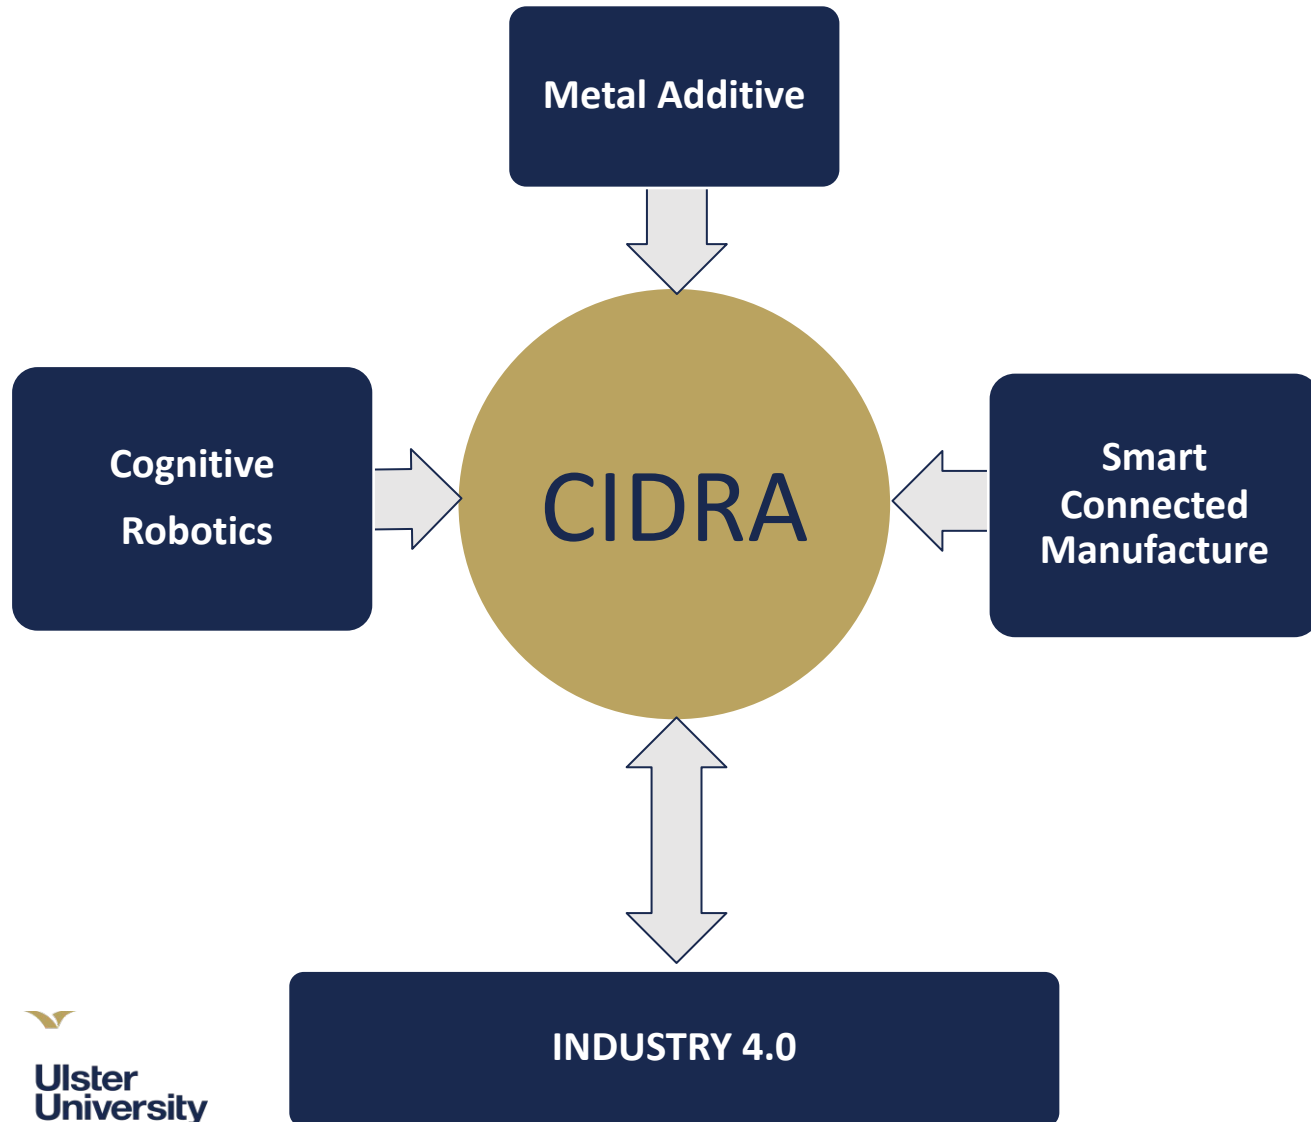 Metal Additive
Cognitive
Robotics
CIDRA
Smart
Connected
Manufacture
INDUSTRY 4.0
Ulster
University